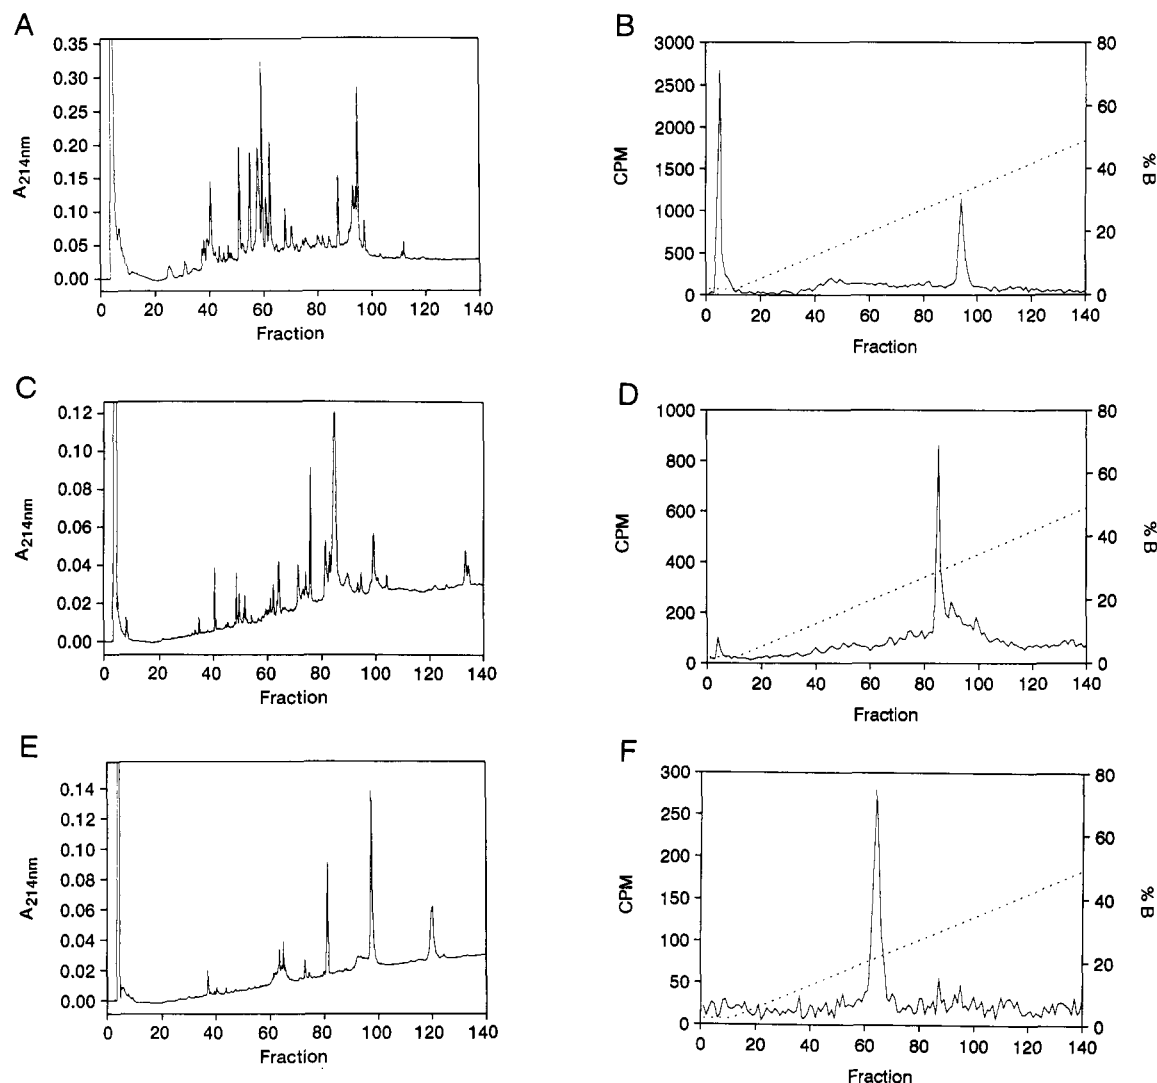 A
0.35
0.30
0.25
0.20
0.15
0.10
0.05
0.00
A214nm
0 20 40 60 80 100 120 140
Fraction
B
3000
2500
2000
1500
1000
500
0
CPM
80
60
40
20
0
% B
0 20 40 60 80 100 120 140
Fraction
C
0.12
0.10
0.08
0.06
0.04
0.02
0.00
A214nm
0 20 40 60 80 100 120 140
Fraction
D
1000
800
600
400
200
0
CPM
80
60
40
20
0
% B
0 20 40 60 80 100 120 140
Fraction
E
0.14
0.12
0.10
0.08
0.06
0.04
0.02
0.00
A214nm
0 20 40 60 80 100 120 140
Fraction
F
300
250
200
150
100
50
0
CPM
80
60
40
20
0
% B
0 20 40 60 80 100 120 140
Fraction